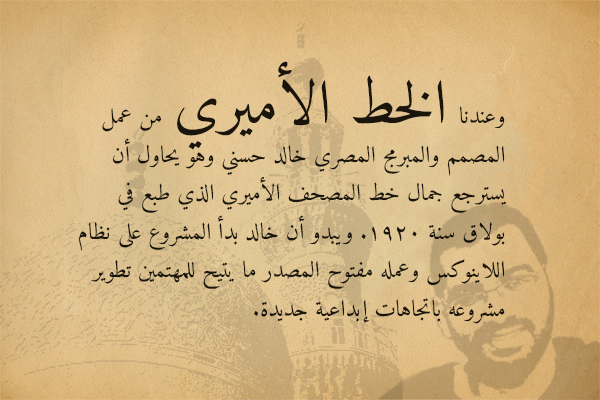 وعندنا الخط الأميري من عمل
المصمم والمبرمج المصري خالد حسني وهو يحاول أن
يسترجع جمال خط المصحف الأميري الذي طبع في
بولاق سنة ١٩٢٠. ويبدو أن خالد بدأ المشروع على نظام
اللاينوكس وعمله مفتوح المصدر ما يتيح للمهتمين تطوير
مشروعه باتجاهات إبداعية جديدة.